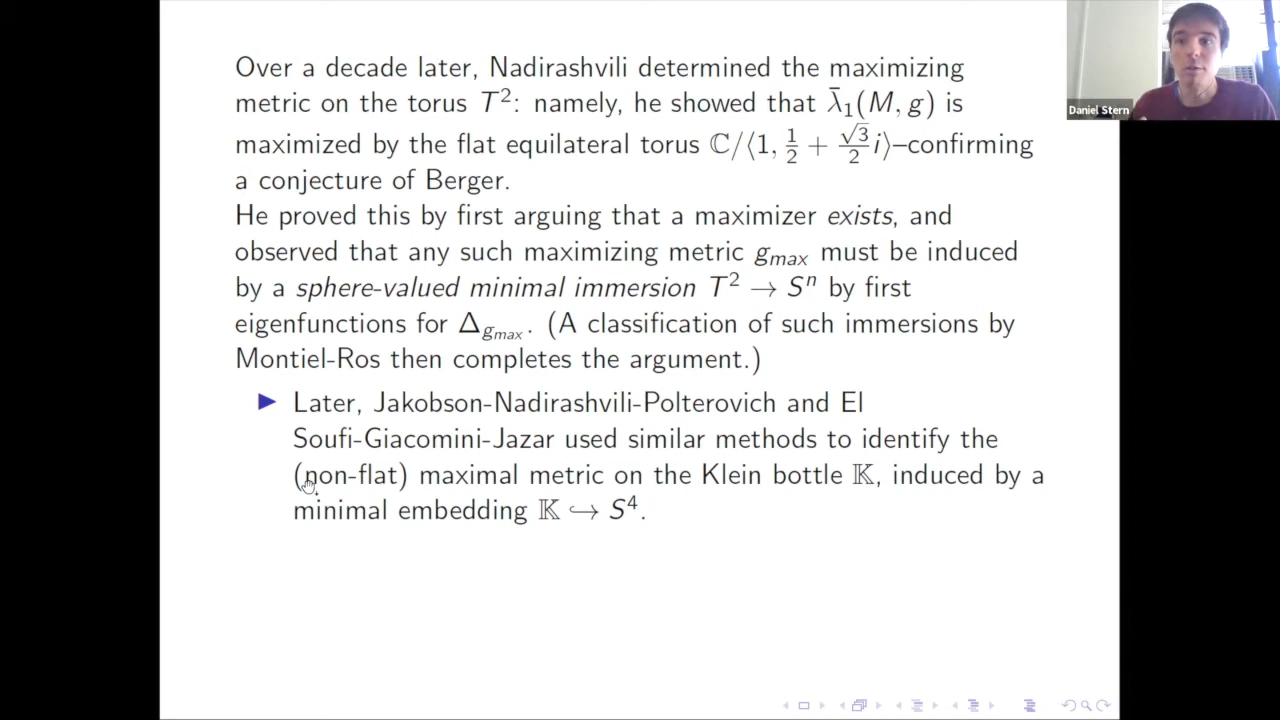 Over a decade later, Nadirashvili determined the maximizing
metric on the torus T²: namely, he showed that λ̄₁(M, g) is
maximized by the flat equilateral torus ℂ/⟨1, 1/2 + √3/2 i⟩–confirming
a conjecture of Berger.
He proved this by first arguing that a maximizer exists, and
observed that any such maximizing metric g_max must be induced
by a sphere-valued minimal immersion T² → Sⁿ by first
eigenfunctions for Δ_{g_max}. (A classification of such immersions by
Montiel-Ros then completes the argument.)
▶ Later, Jakobson-Nadirashvili-Polterovich and El
Soufi-Giacomini-Jazar used similar methods to identify the
(non-flat) maximal metric on the Klein bottle 𝕂, induced by a
minimal embedding 𝕂 ↪ S⁴.
Daniel Stern